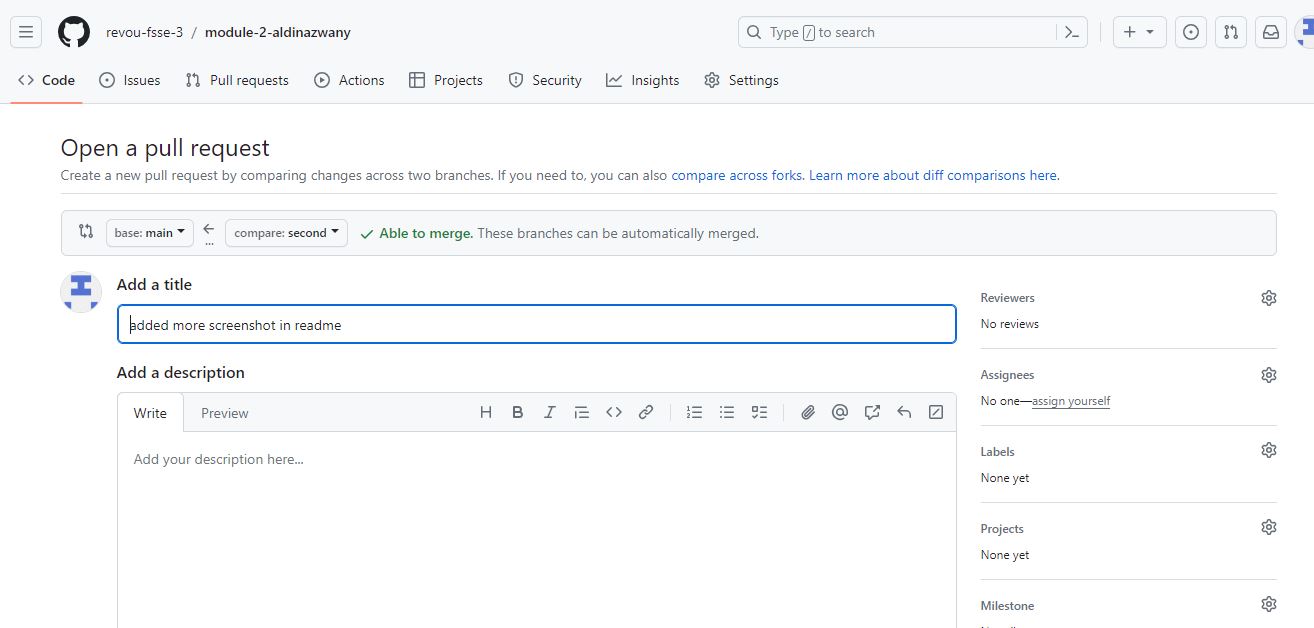 revou-fsse-3 / module-2-aldinazwany
Type / to search
Code Issues Pull requests Actions Projects Security Insights Settings
Open a pull request
Create a new pull request by comparing changes across two branches. If you need to, you can also compare across forks. Learn more about diff comparisons here.
base: main ← ... compare: second ✓ Able to merge. These branches can be automatically merged.
Add a title
added more screenshot in readme
Add a description
Write Preview
Add your description here...
Reviewers
No reviews
Assignees
No one—assign yourself
Labels
None yet
Projects
None yet
Milestone